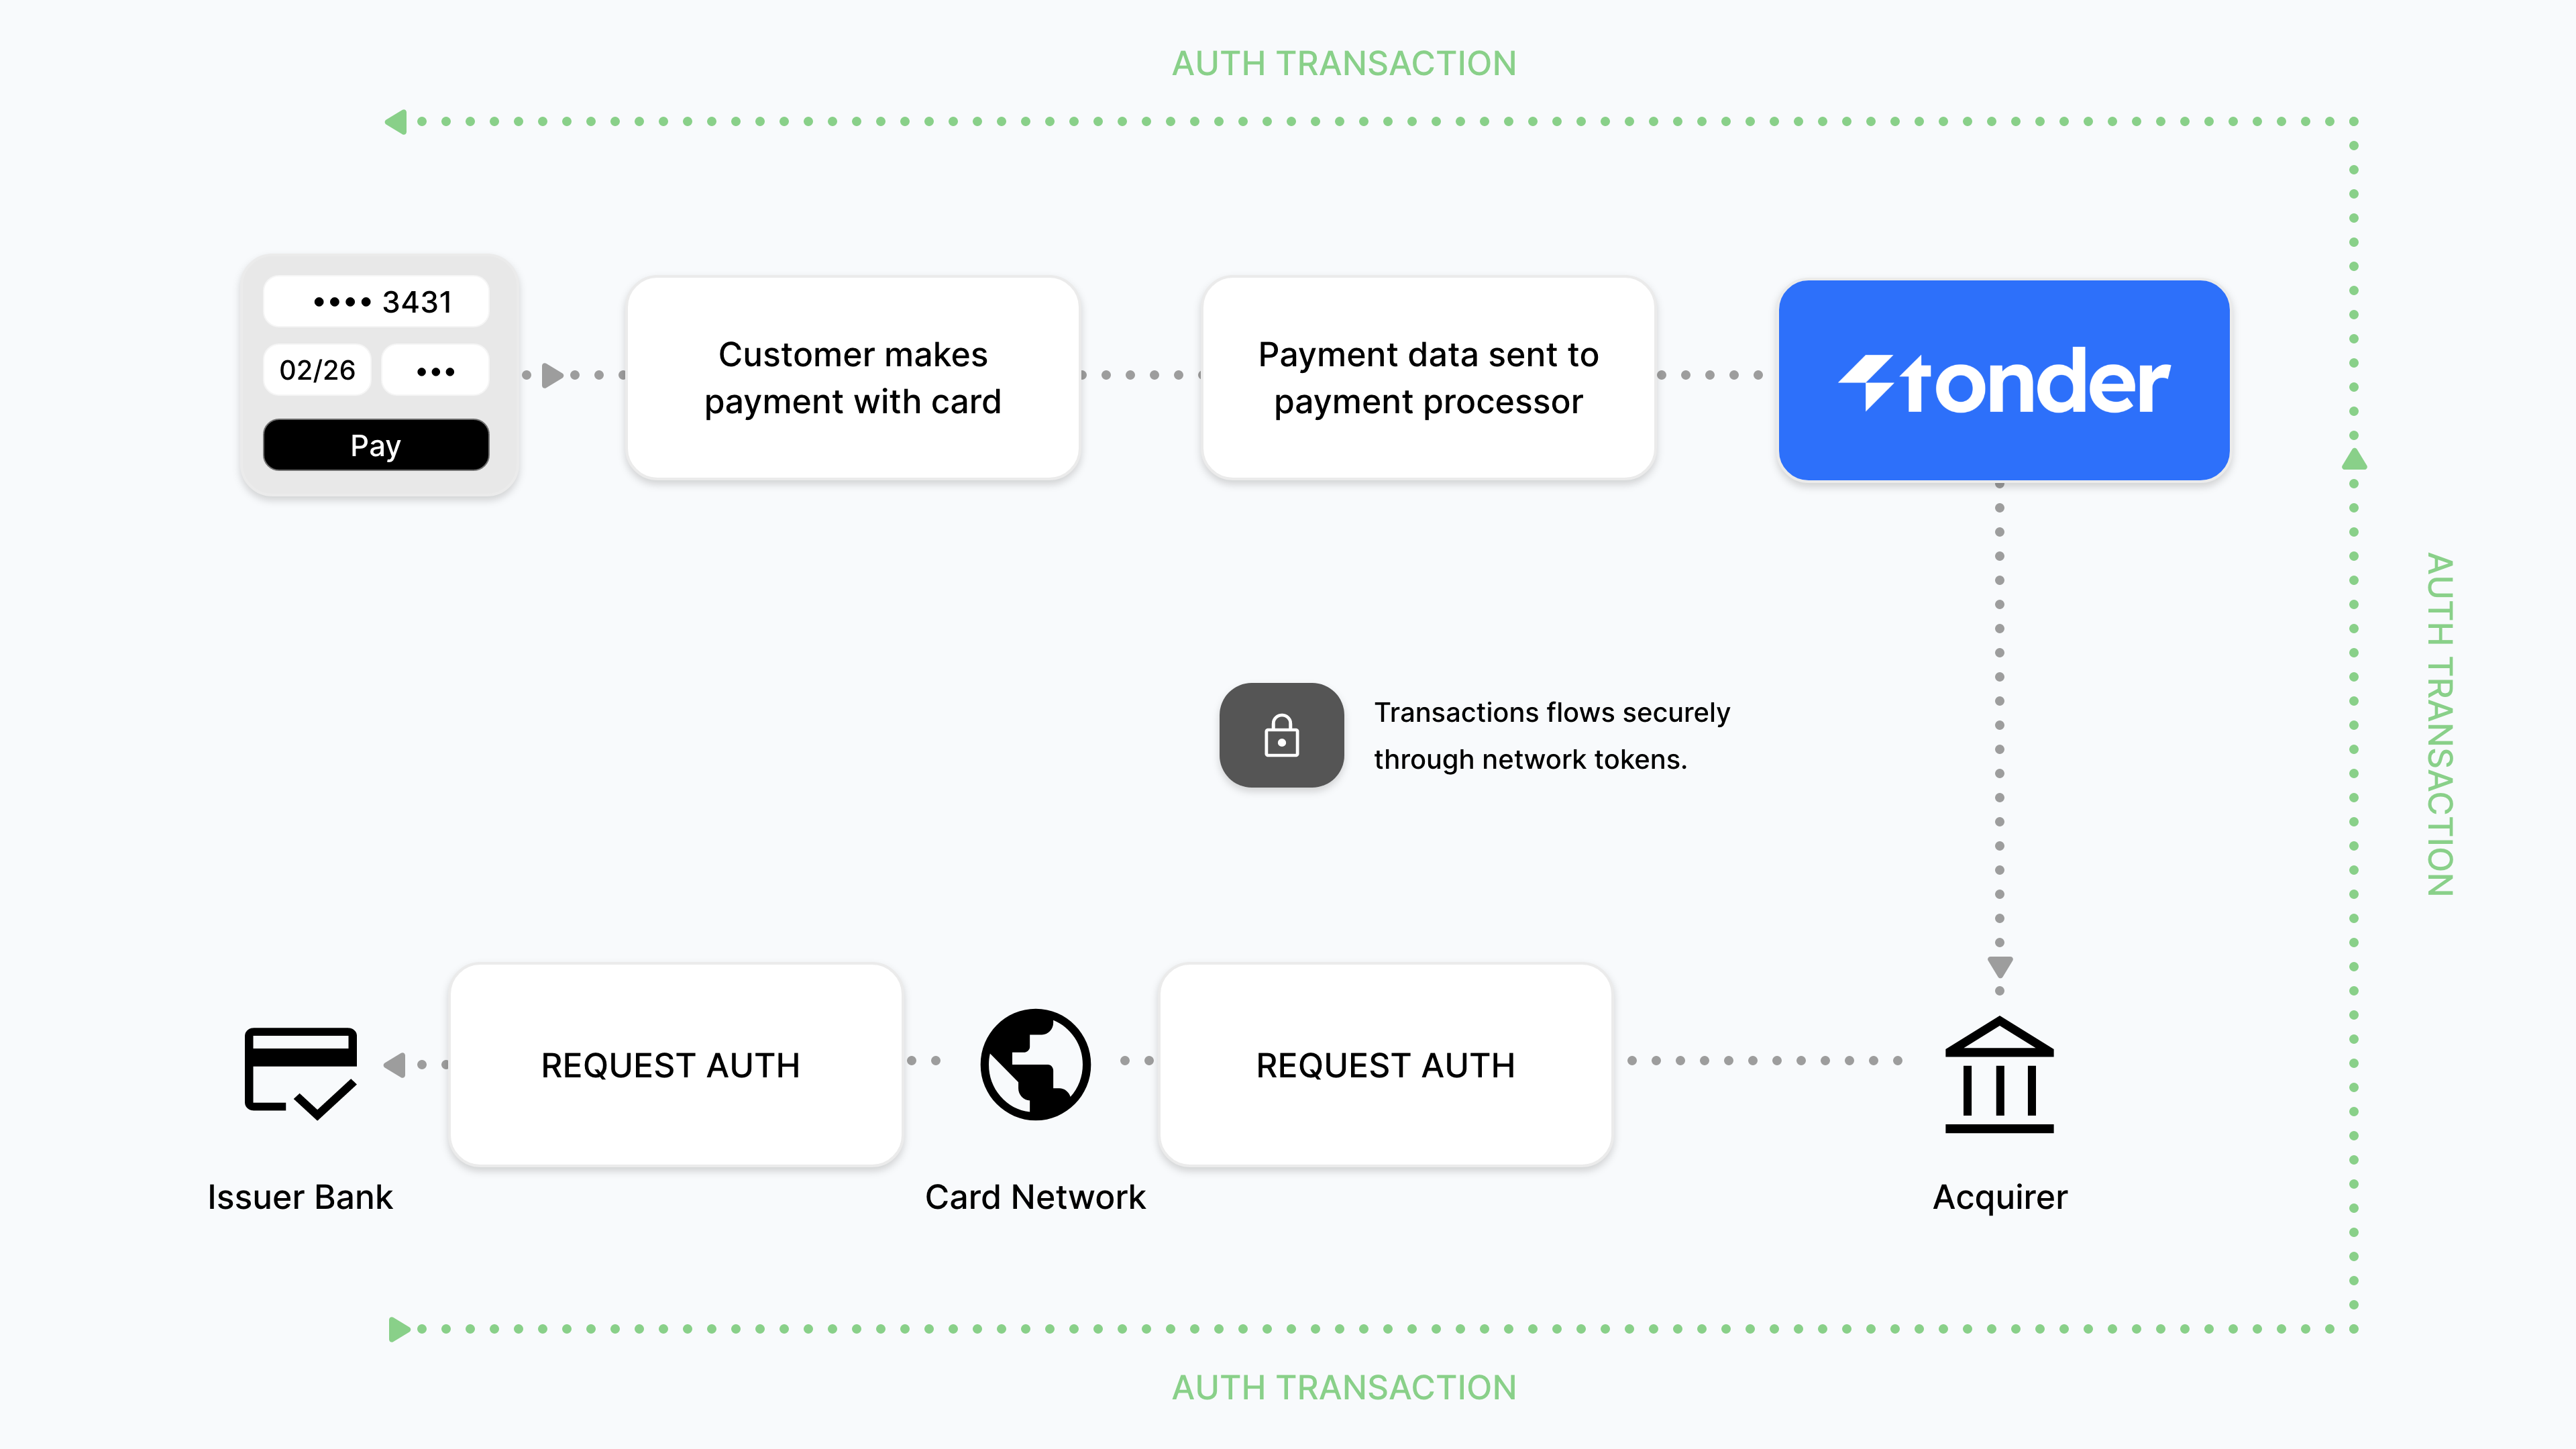 AUTH TRANSACTION
•••• 3431
02/26 •••
Pay
Customer makes
payment with card
Payment data sent to
payment processor
tonder
Transactions flows securely
through network tokens.
AUTH TRANSACTION
REQUEST AUTH
REQUEST AUTH
Issuer Bank
Card Network
Acquirer
AUTH TRANSACTION